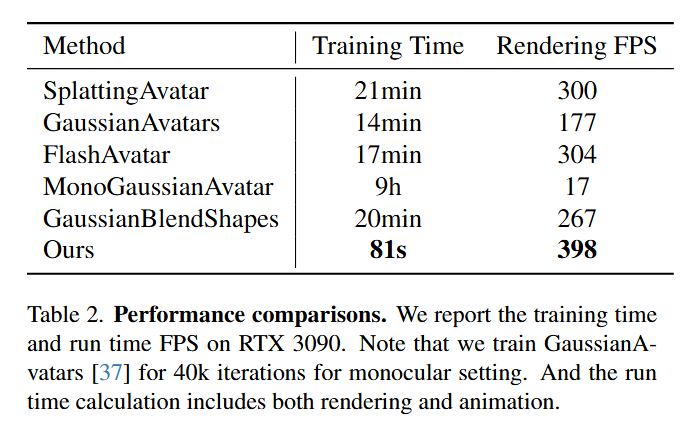 Method Training Time Rendering FPS
SplattingAvatar 21min 300
GaussianAvatars 14min 177
FlashAvatar 17min 304
MonoGaussianAvatar 9h 17
GaussianBlendShapes 20min 267
Ours 81s 398
Table 2. Performance comparisons. We report the training time
and run time FPS on RTX 3090. Note that we train GaussianA-
vatars [37] for 40k iterations for monocular setting. And the run
time calculation includes both rendering and animation.